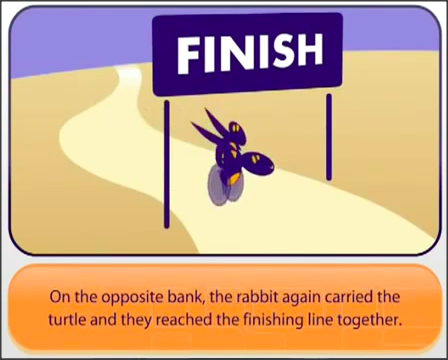 FINISH
On the opposite bank, the rabbit again carried the
turtle and they reached the finishing line together.